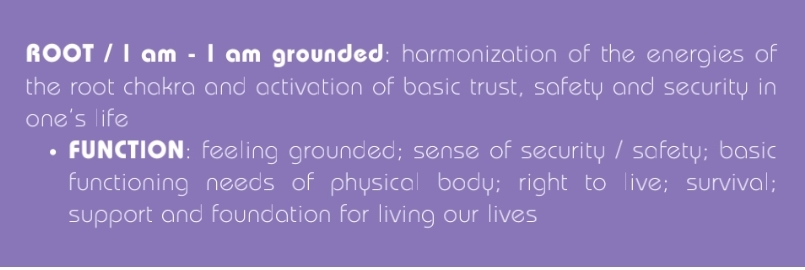 ROOT / I am - I am grounded: harmonization of the energies of
the root chakra and activation of basic trust, safety and security in
one's life
• FUNCTION: feeling grounded; sense of security / safety; basic
functioning needs of physical body; right to live; survival;
support and foundation for living our lives